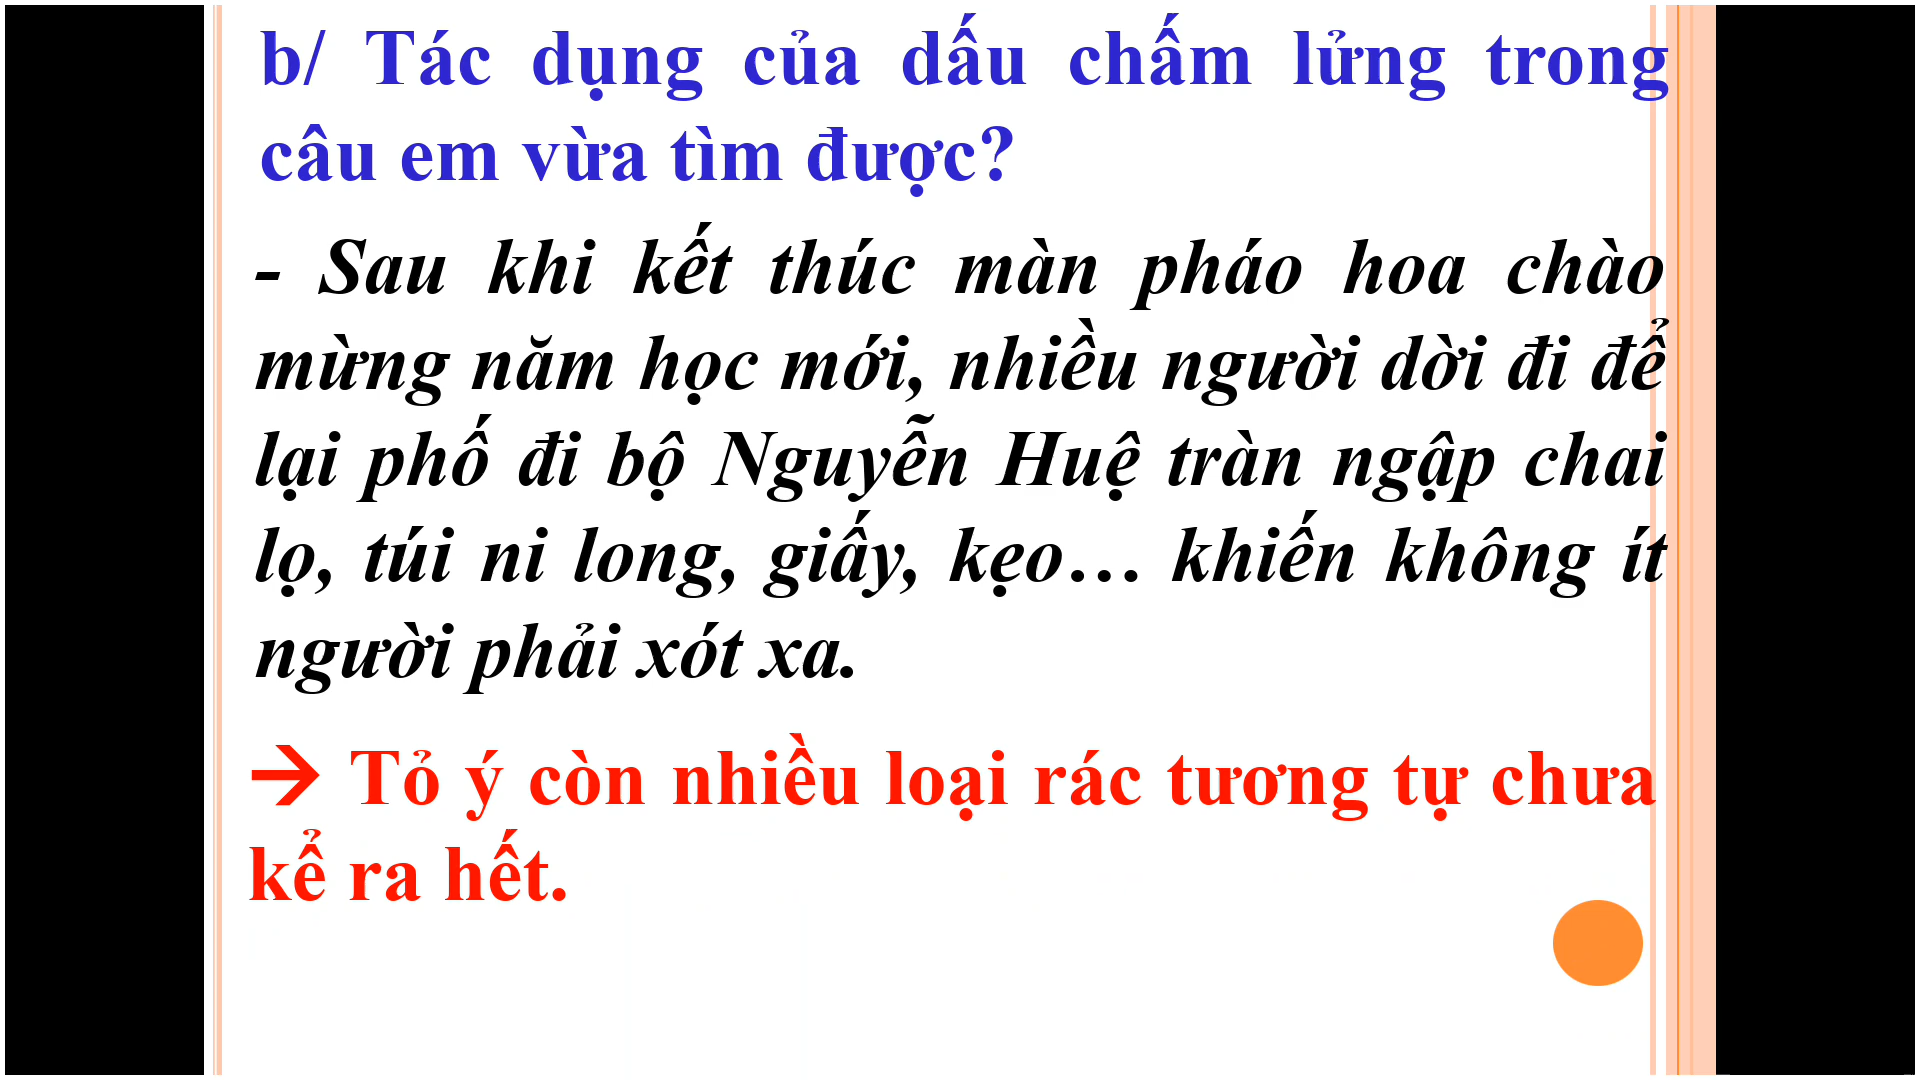 b/ Tác dụng của dấu chấm lửng trong
câu em vừa tìm được?
- Sau khi kết thúc màn pháo hoa chào
mừng năm học mới, nhiều người dời đi để
lại phố đi bộ Nguyễn Huệ tràn ngập chai
lọ, túi ni long, giấy, kẹo… khiến không ít
người phải xót xa.
→ Tỏ ý còn nhiều loại rác tương tự chưa
kể ra hết.